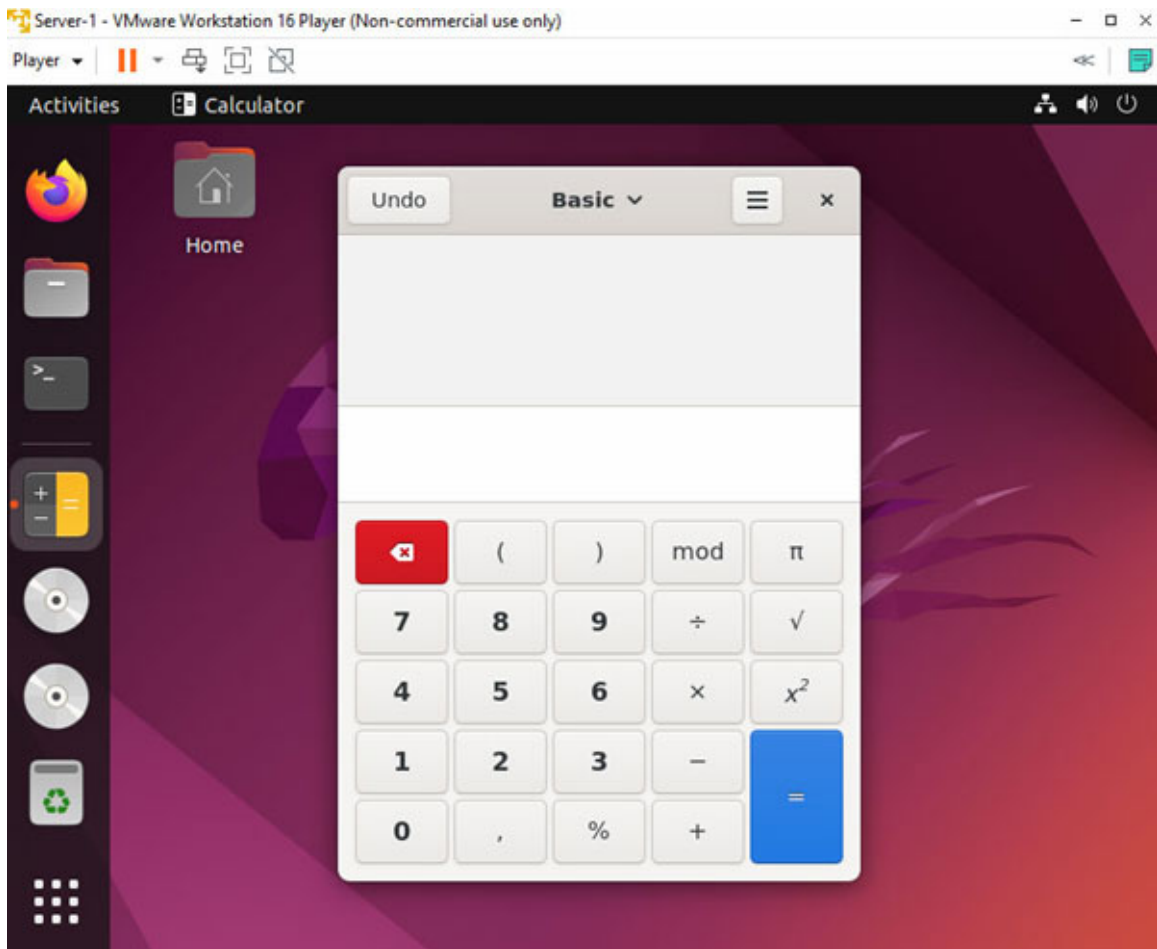 Server-1 - VMware Workstation 16 Player (Non-commercial use only)
Player
Activities Calculator
Home
Undo Basic
>_
+ − =
( ) mod π
7 8 9 ÷ √
4 5 6 × x²
1 2 3 −
=
0 , % +